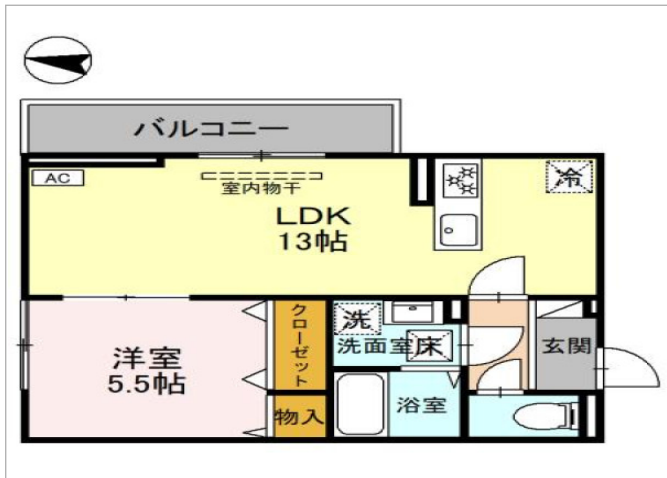 バルコニー
AC
室内物干
冷
LDK
13帖
洋室
5.5帖
クローゼット
物入
洗
洗面室
床
浴室
玄関